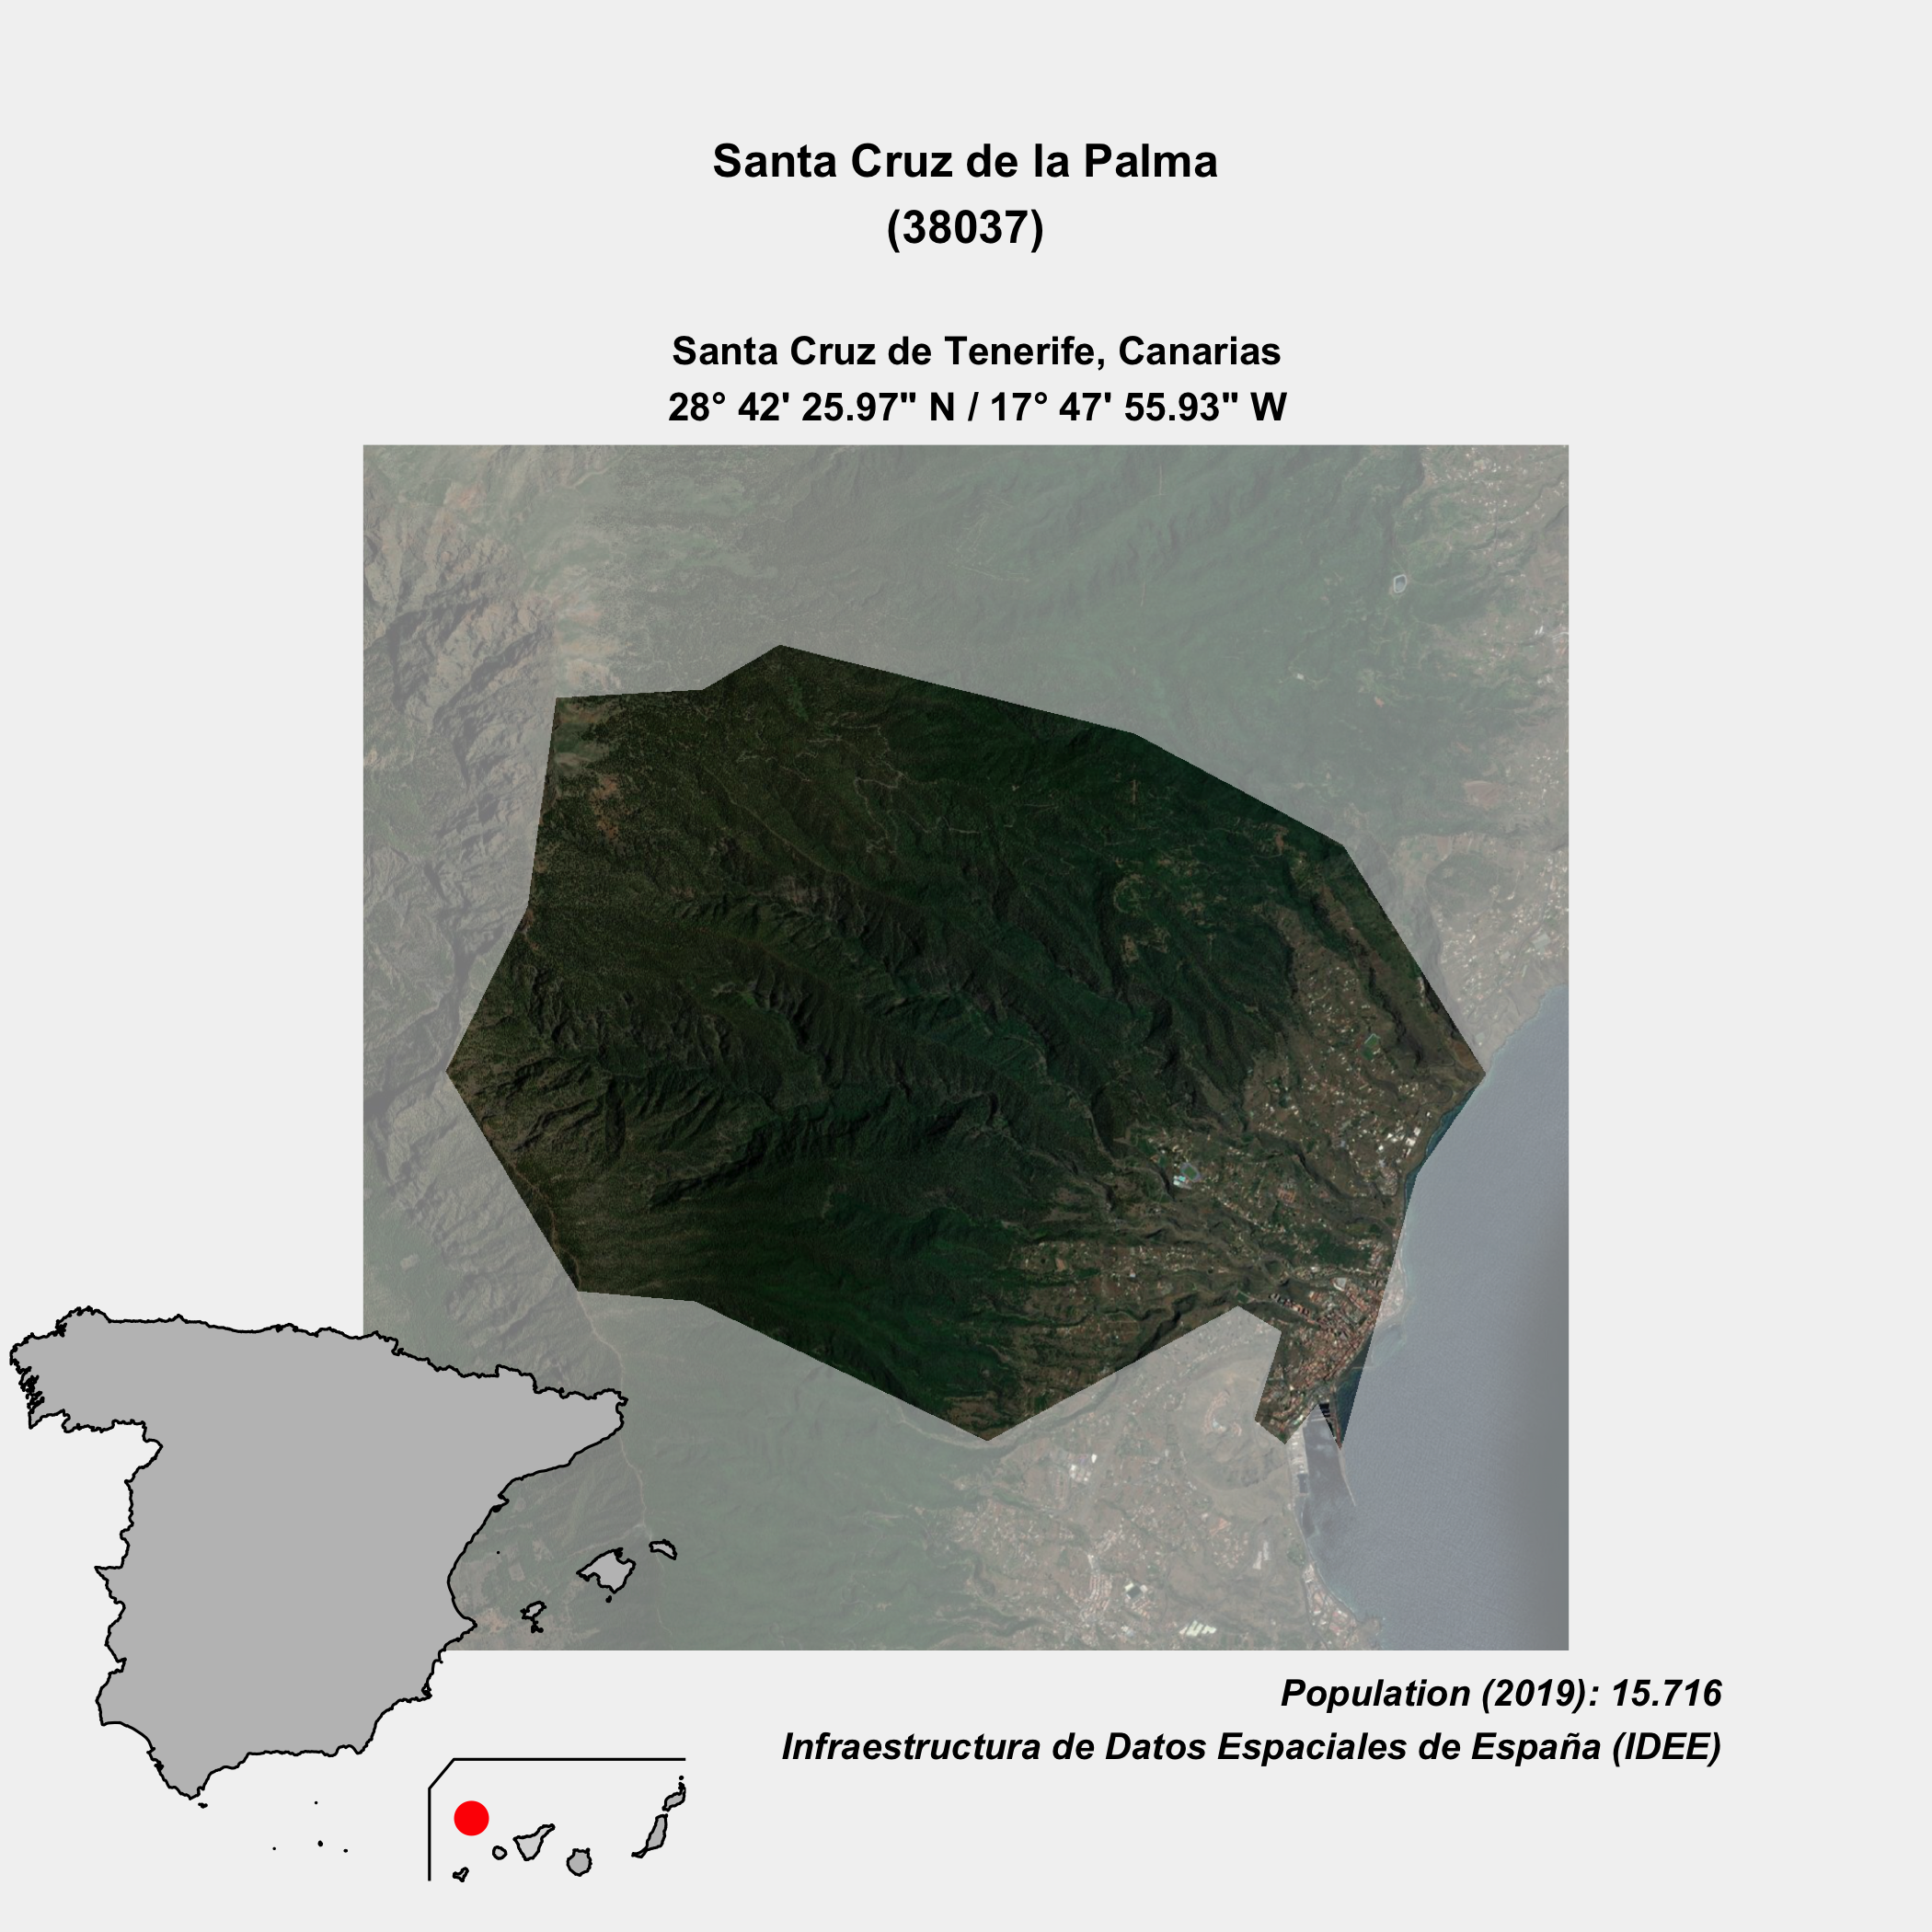 Santa Cruz de la Palma
(38037)
Santa Cruz de Tenerife, Canarias
28° 42' 25.97" N / 17° 47' 55.93" W
Population (2019): 15.716
Infraestructura de Datos Espaciales de España (IDEE)